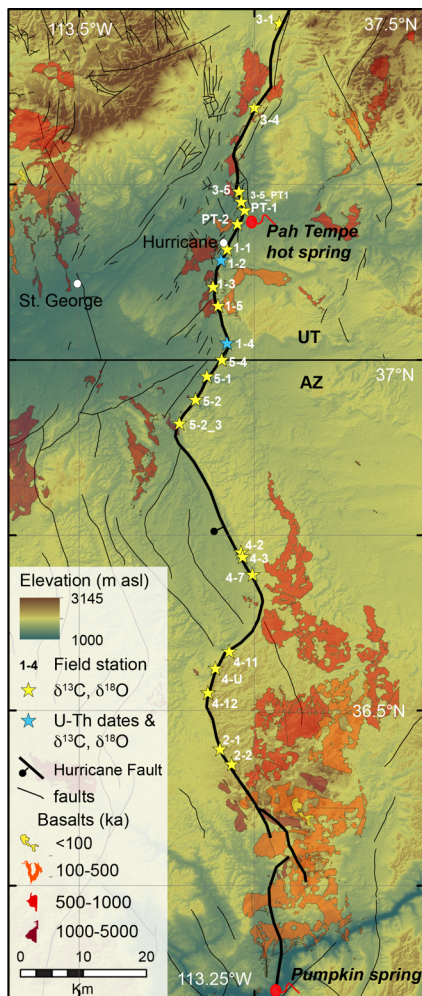 113.5°W
37.5°N
3-1
3-4
3-5
3-5_PT1
PT-1
PT-2
Pah Tempe
hot spring
Hurricane
1-1
1-2
St. George
1-3
1-5
UT
1-4
5-4
37°N
AZ
5-1
5-2
5-2_3
4-2
4-3
4-7
Elevation (m asl)
3145
1000
1-4 Field station
δ¹³C, δ¹⁸O
U-Th dates &
δ¹³C, δ¹⁸O
Hurricane Fault
faults
Basalts (ka)
<100
100-500
500-1000
1000-5000
0 10 20
Km
4-11
4-U
4-12
36.5°N
2-1
2-2
113.25°W
Pumpkin spring